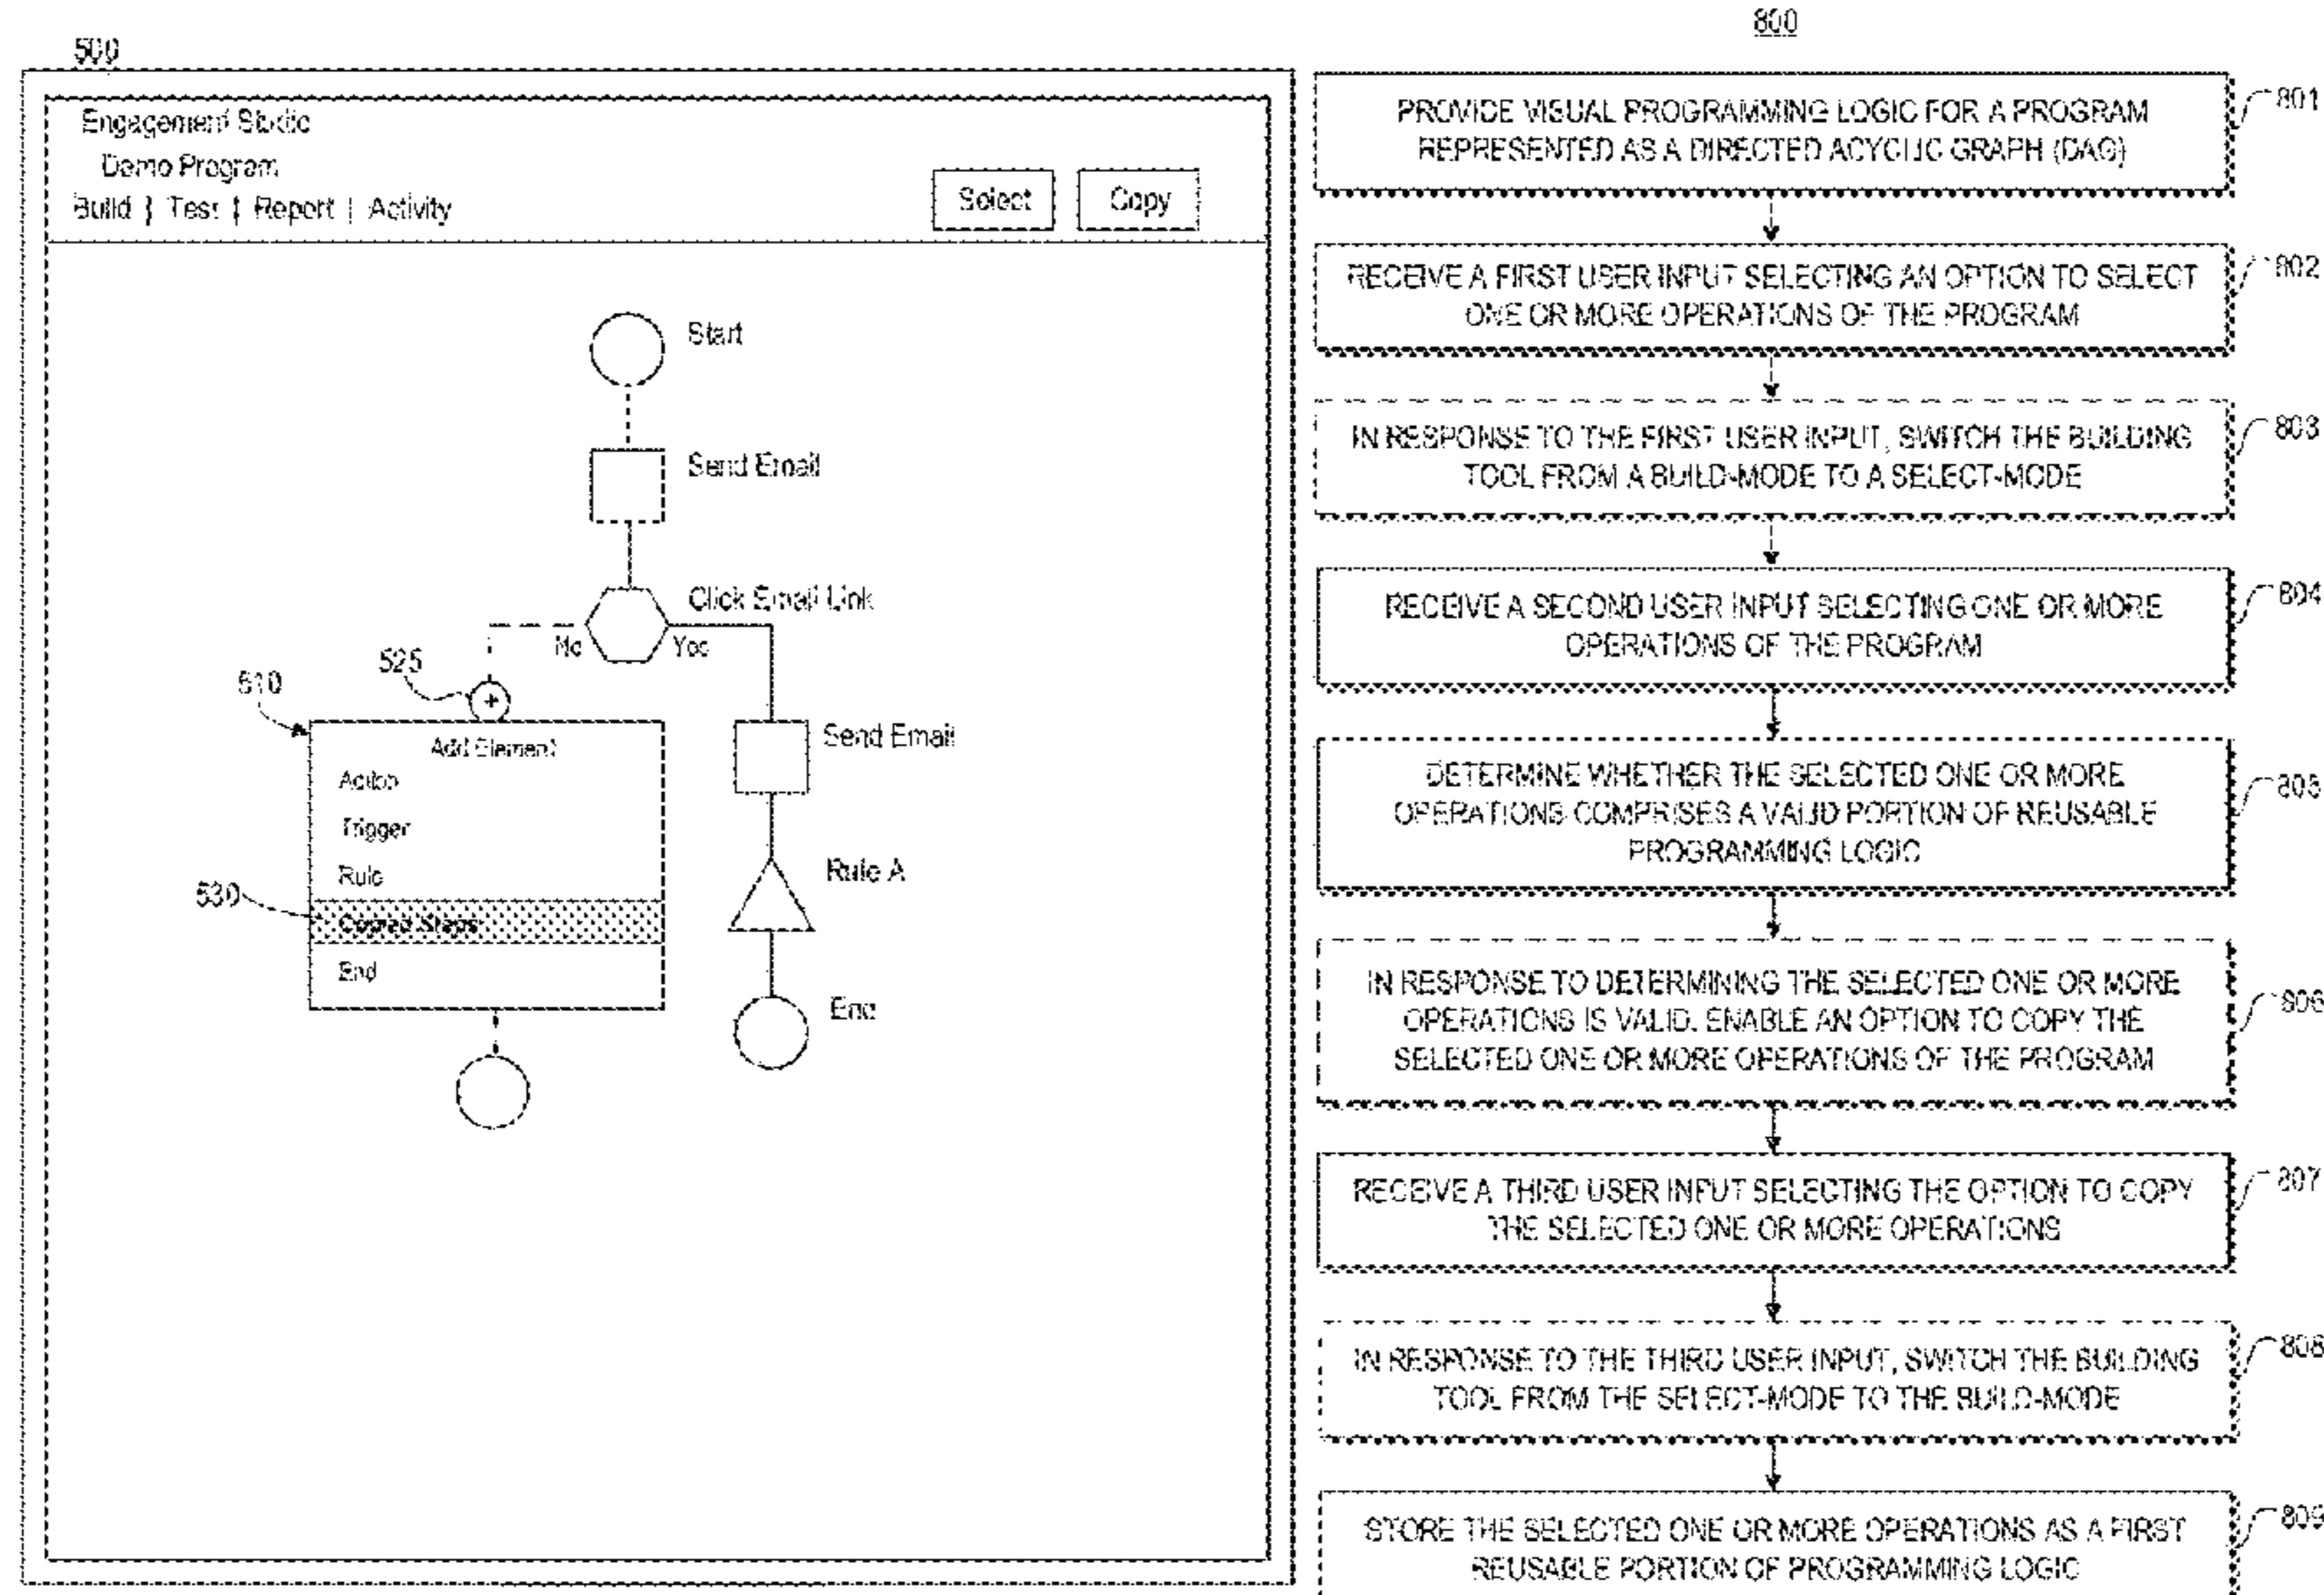 500
Engagement Studio
Demo Program
Build | Test | Report | Activity
Select
Copy
Start
Send Email
Click Email Link
No
Yes
525
510
Add Element
Action
Trigger
Rule
530
Copied Steps
End
Send Email
Rule A
End
800
PROVIDE VISUAL PROGRAMMING LOGIC FOR A PROGRAM
REPRESENTED AS A DIRECTED ACYCLIC GRAPH (DAG)
801
RECEIVE A FIRST USER INPUT SELECTING AN OPTION TO SELECT
ONE OR MORE OPERATIONS OF THE PROGRAM
802
IN RESPONSE TO THE FIRST USER INPUT, SWITCH THE BUILDING
TOOL FROM A BUILD-MODE TO A SELECT-MODE
803
RECEIVE A SECOND USER INPUT SELECTING ONE OR MORE
OPERATIONS OF THE PROGRAM
804
DETERMINE WHETHER THE SELECTED ONE OR MORE
OPERATIONS COMPRISES A VALID PORTION OF REUSABLE
PROGRAMMING LOGIC
805
IN RESPONSE TO DETERMINING THE SELECTED ONE OR MORE
OPERATIONS IS VALID, ENABLE AN OPTION TO COPY THE
SELECTED ONE OR MORE OPERATIONS OF THE PROGRAM
806
RECEIVE A THIRD USER INPUT SELECTING THE OPTION TO COPY
THE SELECTED ONE OR MORE OPERATIONS
807
IN RESPONSE TO THE THIRD USER INPUT, SWITCH THE BUILDING
TOOL FROM THE SELECT-MODE TO THE BUILD-MODE
808
STORE THE SELECTED ONE OR MORE OPERATIONS AS A FIRST
REUSABLE PORTION OF PROGRAMMING LOGIC
809